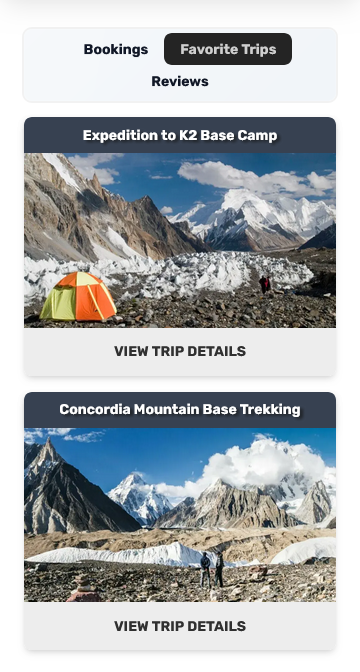 Bookings Favorite Trips
Reviews
Expedition to K2 Base Camp
VIEW TRIP DETAILS
Concordia Mountain Base Trekking
VIEW TRIP DETAILS